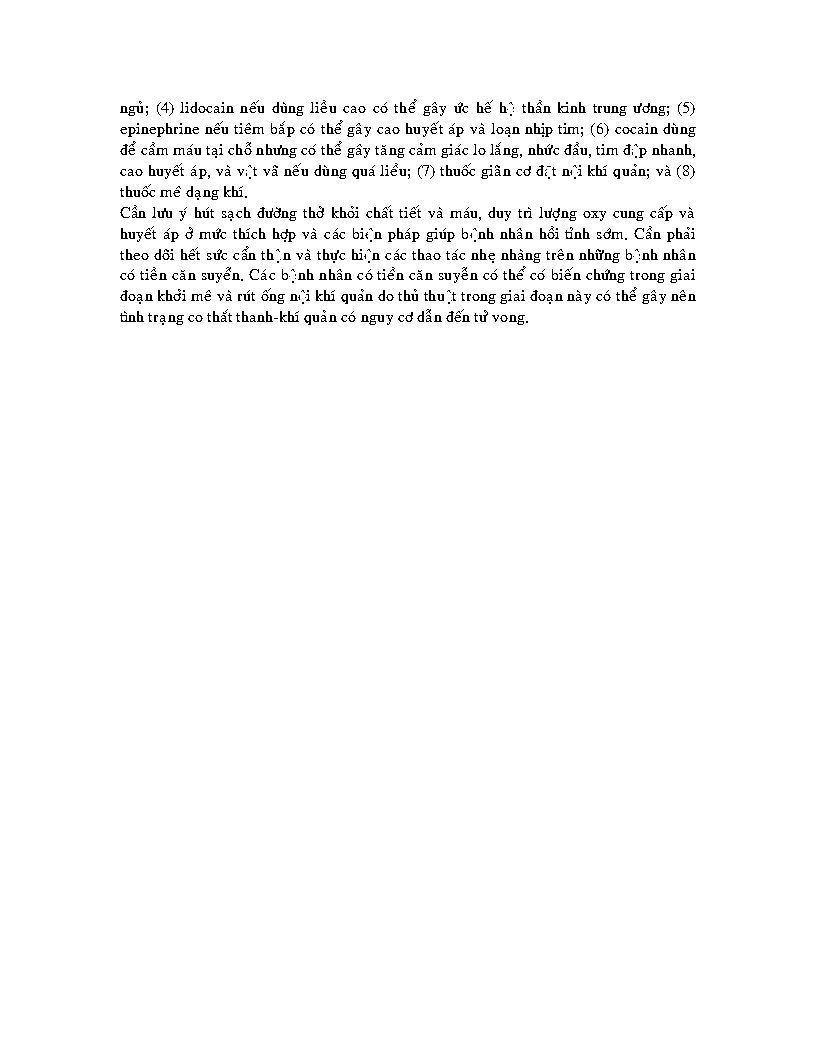 ngủ; (4) lidocain nếu dùng liều cao có thể gây ức hế hệ thần kinh trung ương; (5)
epinephrine nếu tiêm bắp có thể gây cao huyết áp và loạn nhịp tim; (6) cocain dùng
để cầm máu tại chỗ nhưng có thể gây tăng cảm giác lo lắng, nhức đầu, tim đập nhanh,
cao huyết áp, và vật vã nếu dùng quá liều; (7) thuốc giãn cơ đặt nội khí quản; và (8)
thuốc mê dạng khí.
Cần lưu ý hút sạch đường thở khỏi chất tiết và máu, duy trì lượng oxy cung cấp và
huyết áp ở mức thích hợp và các biện pháp giúp bệnh nhân hồi tỉnh sớm. Cần phải
theo dõi hết sức cẩn thận và thực hiện các thao tác nhẹ nhàng trên những bệnh nhân
có tiền căn suyễn. Các bệnh nhân có tiền căn suyễn có thể có biến chứng trong giai
đoạn khởi mê và rút ống nội khí quản do thủ thuật trong giai đoạn này có thể gây nên
tình trạng co thắt thanh-khí quản có nguy cơ dẫn đến tử vong.